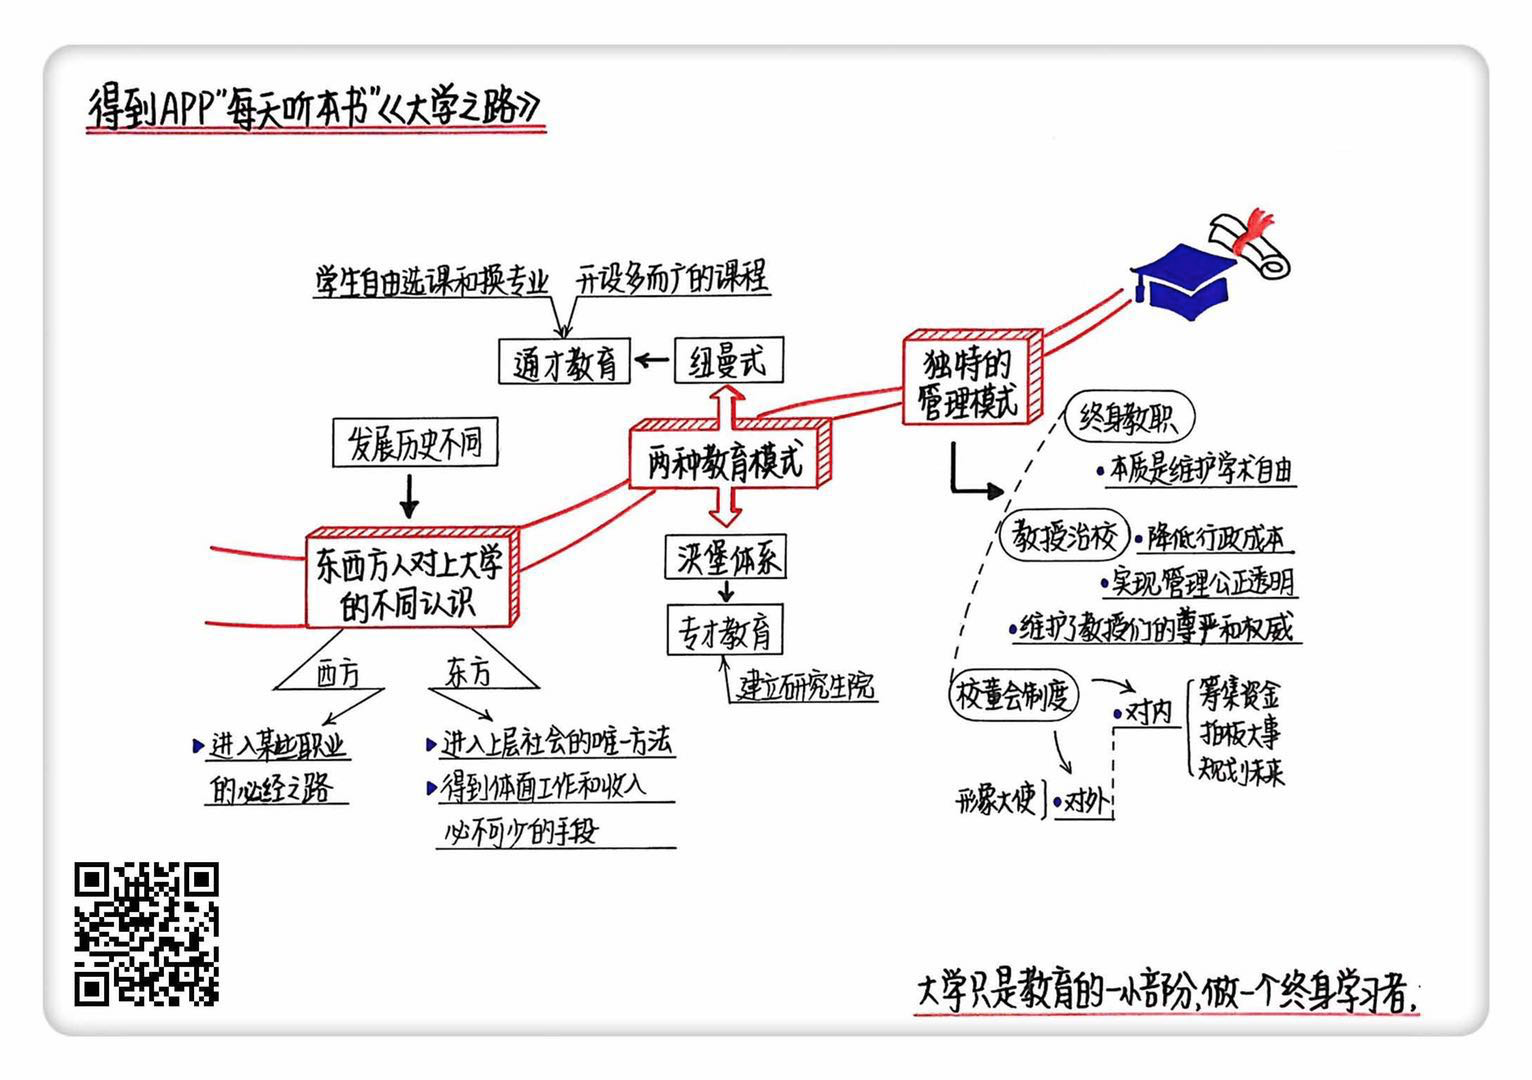 得到APP"每天听本书"《大学之路》
学生自由选课和换专业
开设多而广的课程
通才教育
纽曼式
独特的
管理模式
发展历史不同
两种教育模式
终身教职
•本质是维护学术自由
东西方人对上大学
的不同认识
洪堡体系
教授治校
•降低行政成本
•实现管理公正透明
•维护了教授们的尊严和权威
专才教育
建立研究生院
西方
东方
进入某些职业
的必经之路
进入上层社会的唯一方法
得到体面工作和收入
必不可少的手段
校董会制度
•对内
筹集资金
拍板大事
规划未来
形象大使
•对外
大学只是教育的一小部分,做一个终身学习者.